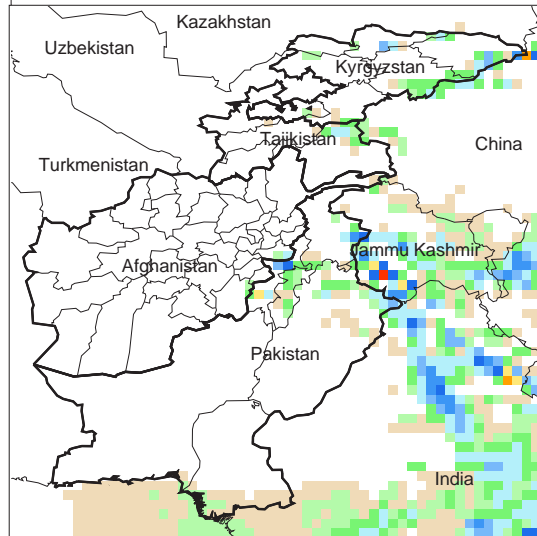 Kazakhstan
Uzbekistan
Kyrgyzstan
Tajikistan
China
Turkmenistan
Jammu Kashmir
Afghanistan
Pakistan
India